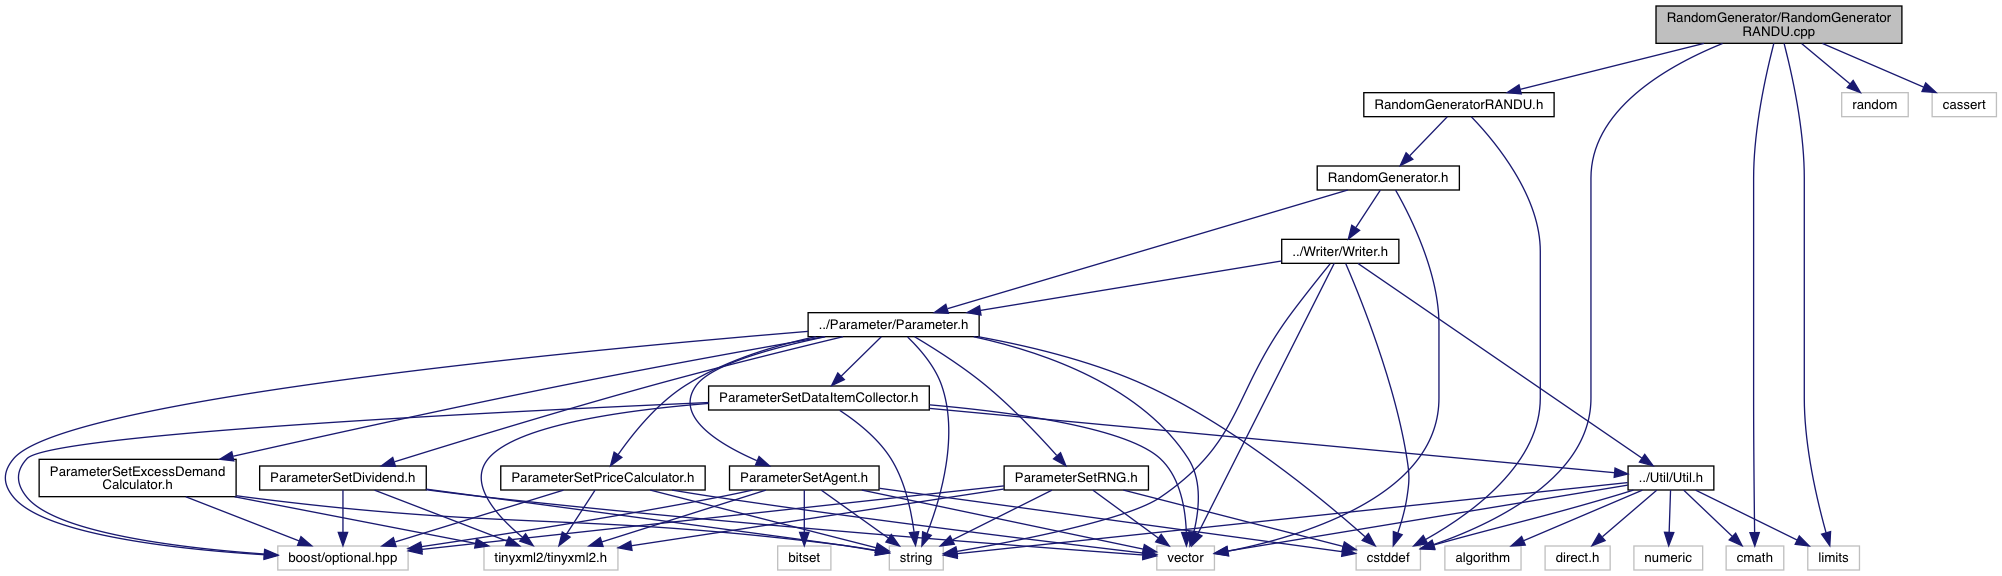 RandomGenerator/RandomGenerator
RANDU.cpp
RandomGeneratorRANDU.h
random
cassert
RandomGenerator.h
../Writer/Writer.h
../Parameter/Parameter.h
ParameterSetDataItemCollector.h
ParameterSetExcessDemand
Calculator.h
ParameterSetDividend.h
ParameterSetPriceCalculator.h
ParameterSetAgent.h
ParameterSetRNG.h
../Util/Util.h
boost/optional.hpp
tinyxml2/tinyxml2.h
bitset
string
vector
cstddef
algorithm
direct.h
numeric
cmath
limits